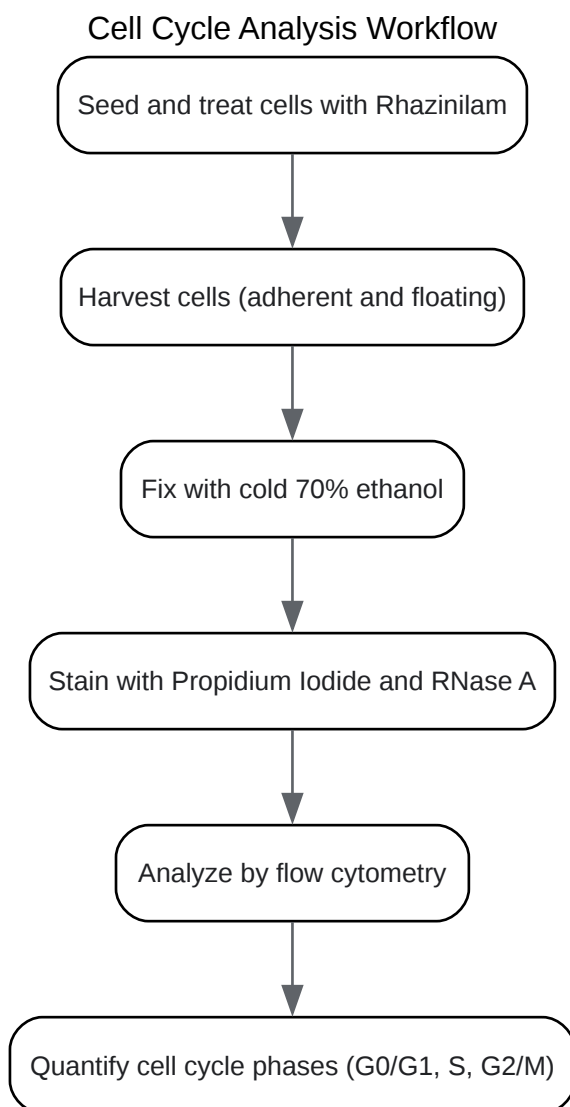 Cell Cycle Analysis Workflow
Seed and treat cells with Rhazinilam
Harvest cells (adherent and floating)
Fix with cold 70% ethanol
Stain with Propidium Iodide and RNase A
Analyze by flow cytometry
Quantify cell cycle phases (G0/G1, S, G2/M)